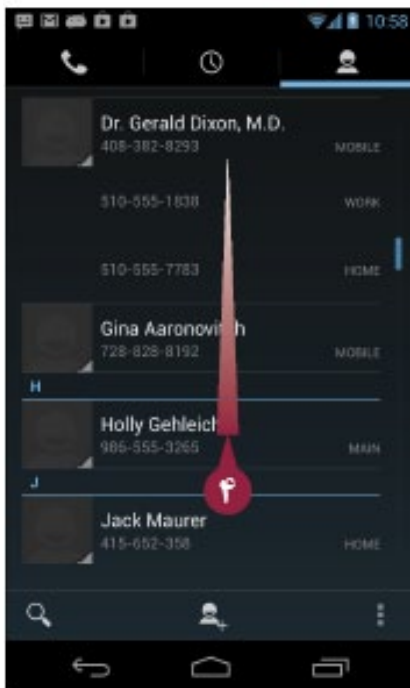 10:58
Dr. Gerald Dixon, M.D.
408-382-8293 MOBILE
510-555-1838 WORK
510-555-7783 HOME
Gina Aaronovitch
728-828-8192 MOBILE
H
Holly Gehleich
986-555-3265 MAIN
۴
J
Jack Maurer
415-652-358 HOME